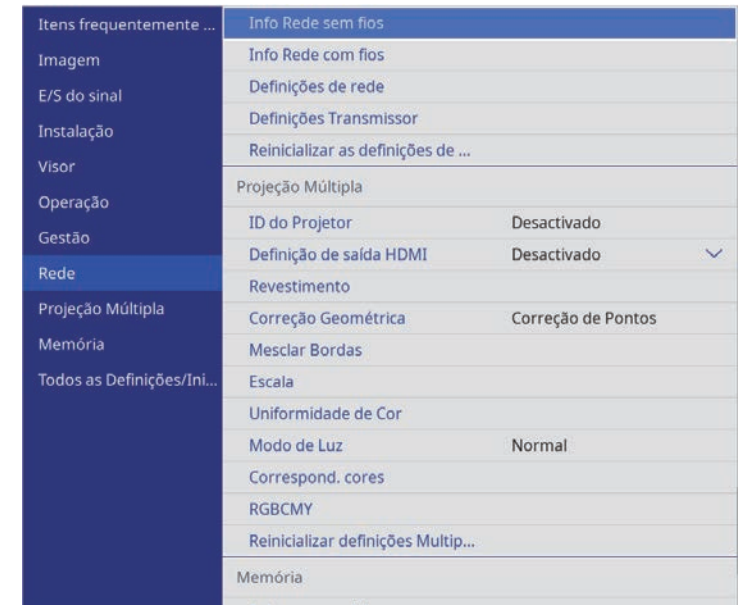 Itens frequentemente ...
Imagem
E/S do sinal
Instalação
Visor
Operação
Gestão
Rede
Projeção Múltipla
Memória
Todos as Definições/Ini...
Info Rede sem fios
Info Rede com fios
Definições de rede
Definições Transmissor
Reinicializar as definições de ...
Projeção Múltipla
ID do Projetor Desactivado
Definição de saída HDMI Desactivado
Revestimento
Correção Geométrica Correção de Pontos
Mesclar Bordas
Escala
Uniformidade de Cor
Modo de Luz Normal
Correspond. cores
RGBCMY
Reinicializar definições Multip...
Memória